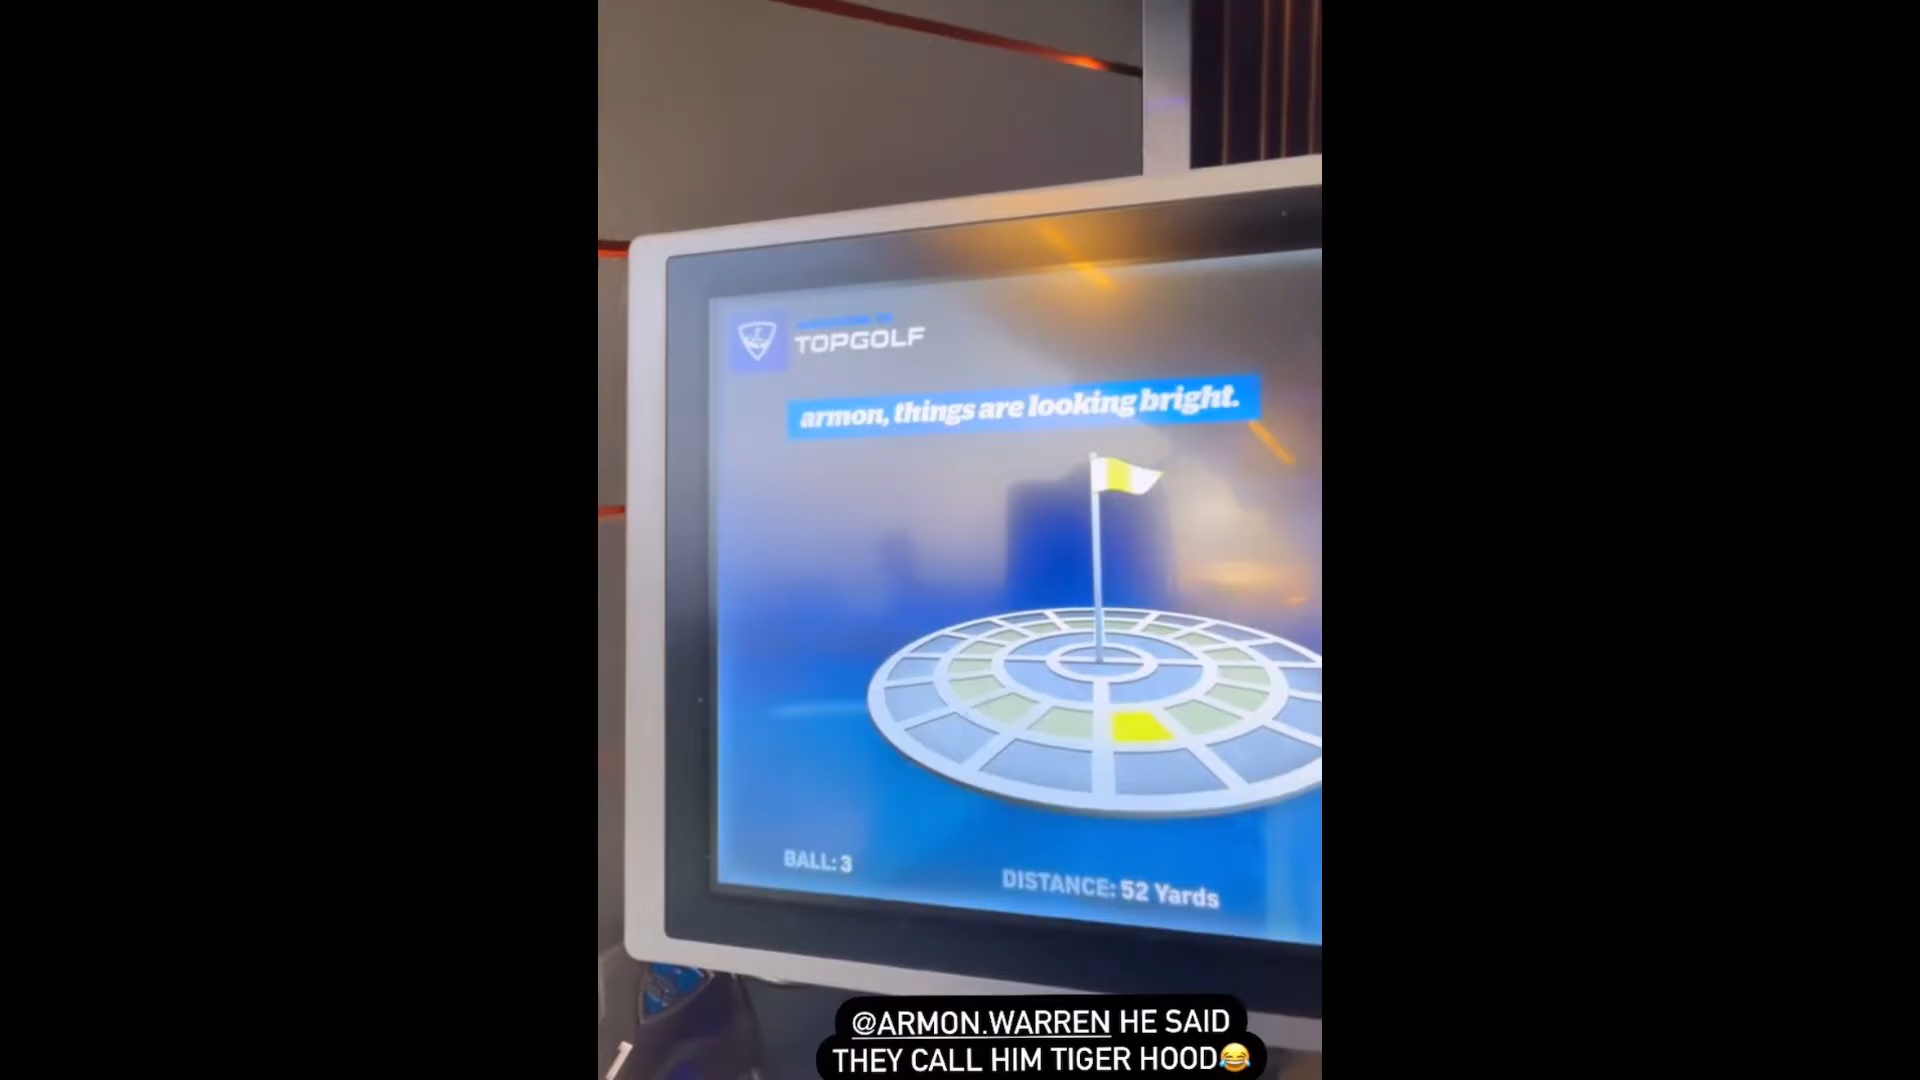 TOPGOLF
armon, things are looking bright.
BALL: 3
DISTANCE: 52 Yards
@ARMON.WARREN HE SAID
THEY CALL HIM TIGER HOOD😂